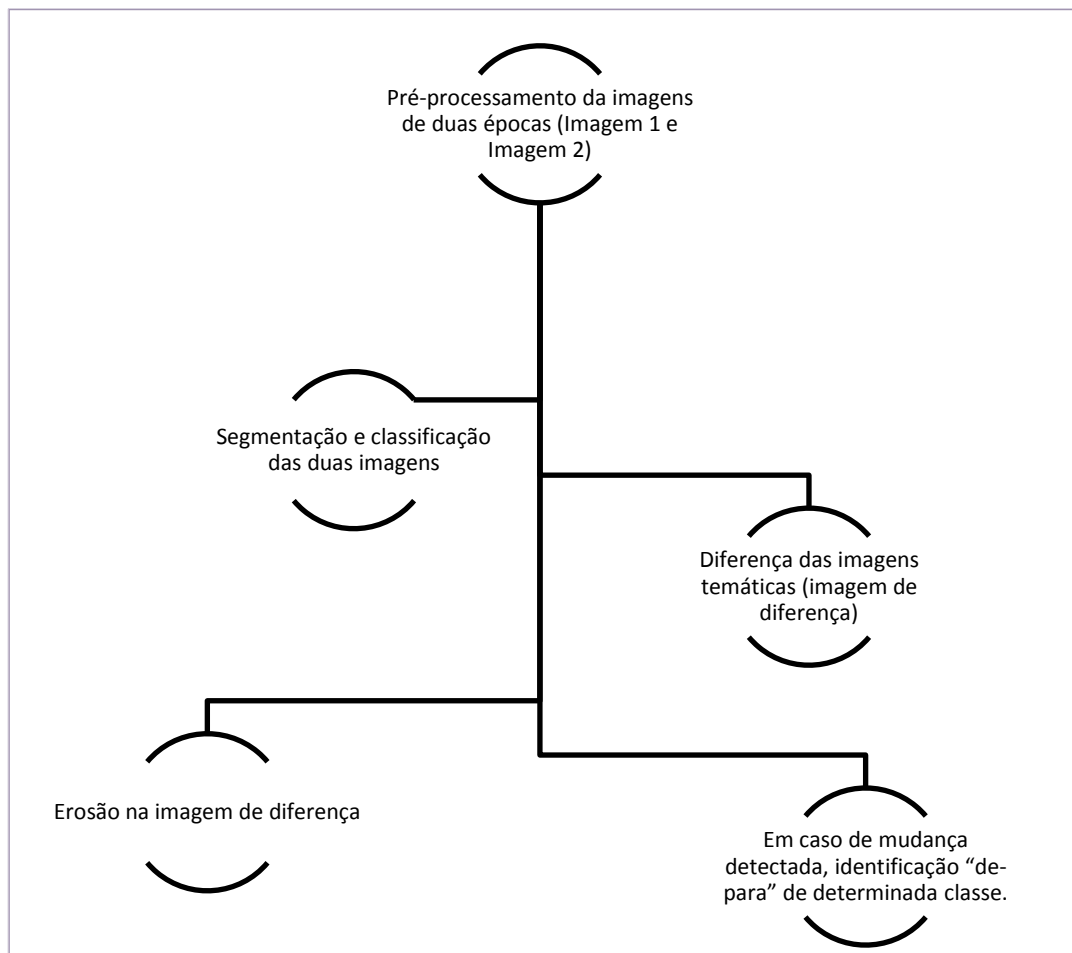 Pré-processamento da imagens
de duas épocas (Imagem 1 e
Imagem 2)
Segmentação e classificação
das duas imagens
Diferença das imagens
temáticas (imagem de
diferença)
Erosão na imagem de diferença
Em caso de mudança
detectada, identificação “de-
para” de determinada classe.